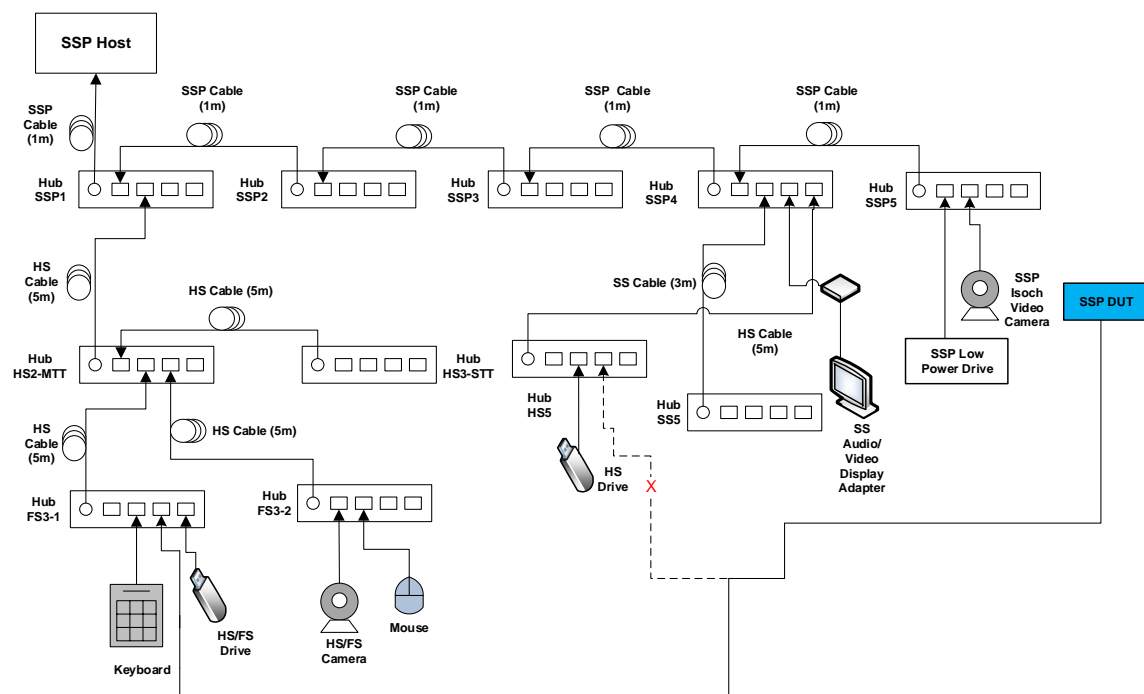 SSP Host
SSP
Cable
(1m)
SSP Cable
(1m)
SSP Cable
(1m)
SSP  Cable
(1m)
SSP Cable
(1m)
Hub
SSP1
Hub
SSP2
Hub
SSP3
Hub
SSP4
Hub
SSP5
HS
Cable
(5m)
HS Cable (5m)
SS Cable (3m)
HS Cable
(5m)
SSP
Isoch
Video
Camera
SSP DUT
SSP Low
Power Drive
Hub
HS2-MTT
Hub
HS3-STT
Hub
HS5
Hub
SS5
SS
Audio/
Video
Display
Adapter
HS
Cable
(5m)
HS Cable (5m)
HS
Drive
X
Hub
FS3-1
Hub
FS3-2
Keyboard
HS/FS
Drive
HS/FS
Camera
Mouse